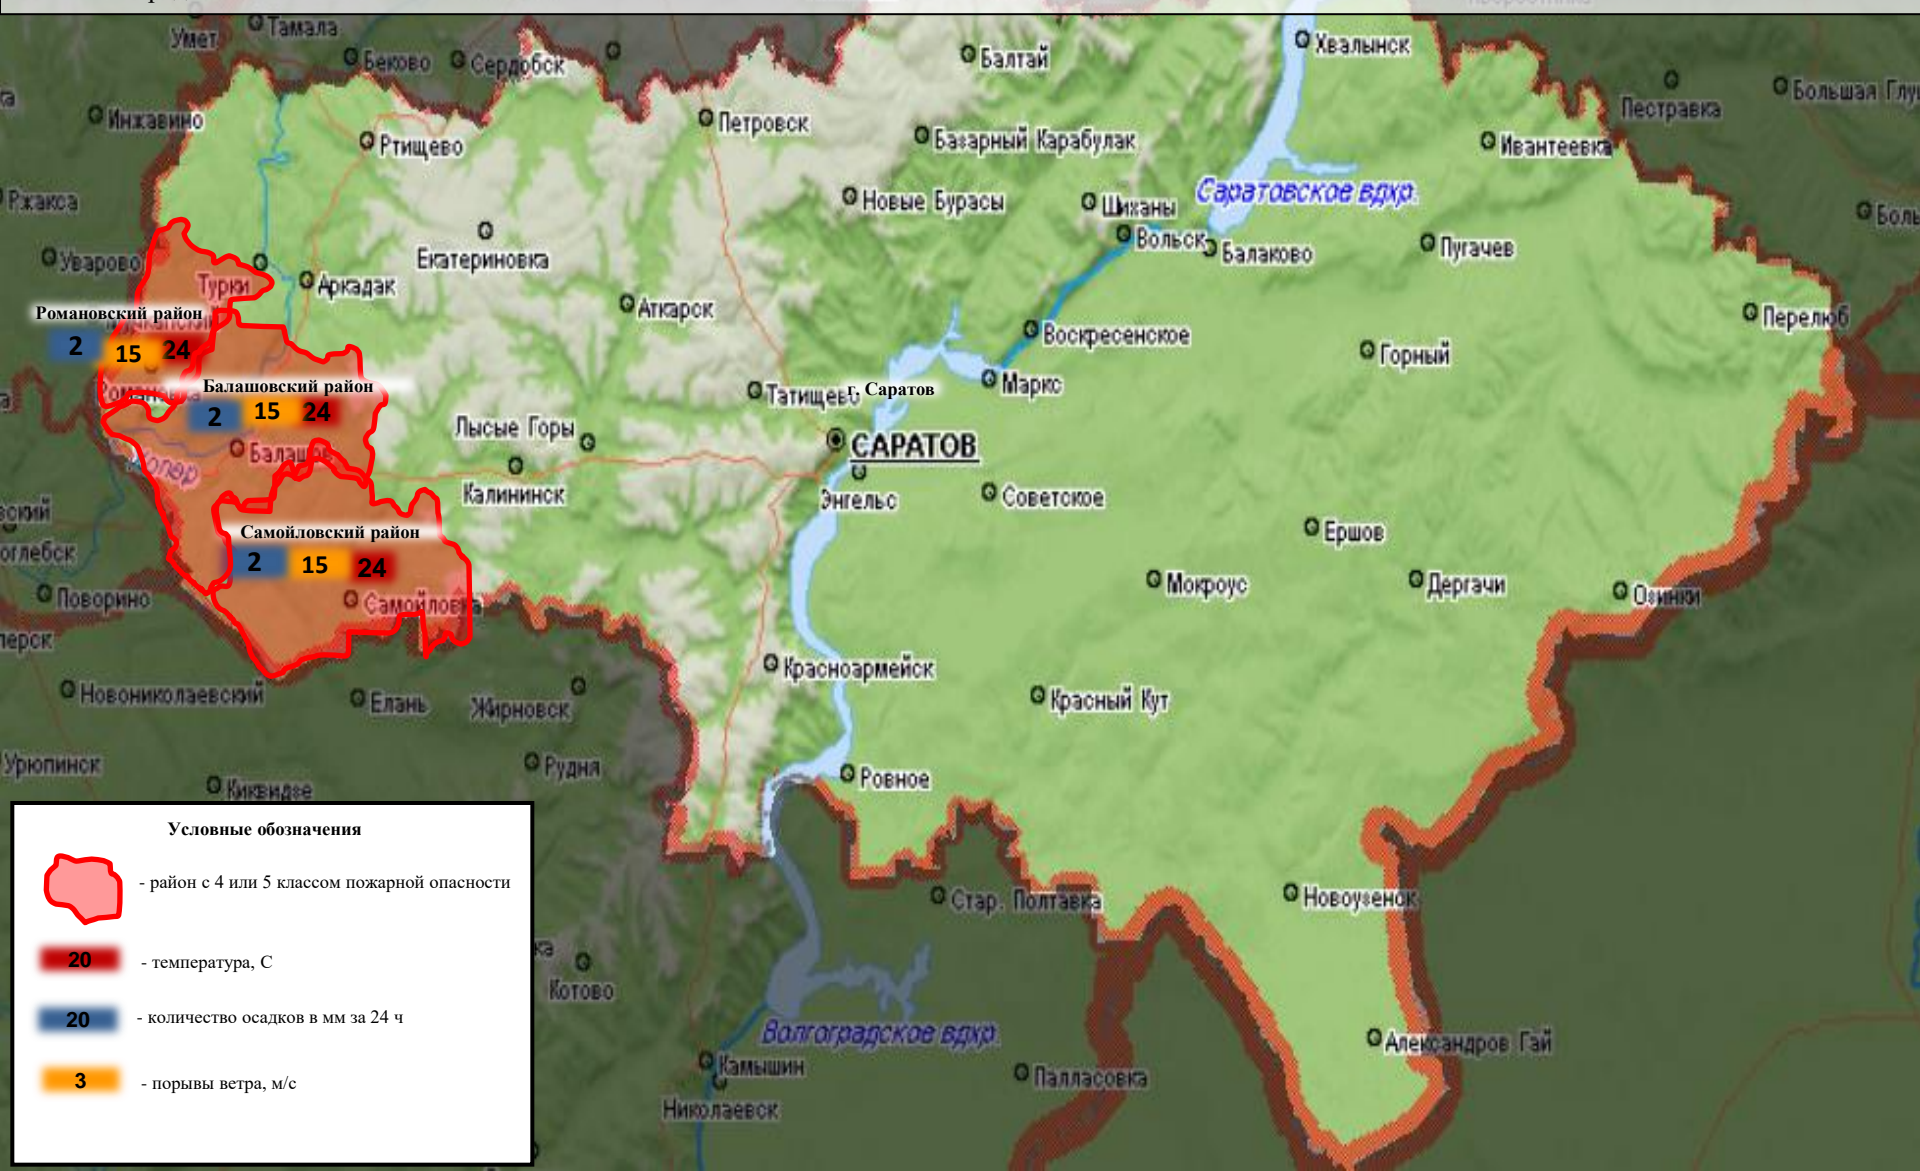 Умет
Тамала
Беково
Сердобск
Балтай
Хвалынск
Пестравка
Инжавино
Ртищево
Петровск
Базарный Карабулак
Ивантеевка
Ржакса
Новые Бурасы
Шиханы
Саратовское вдхр.
Вольск
Балаково
Пугачев
Уварово
Турки
Аркадак
Екатериновка
Аткарск
Перелюб
Романовский район
2
15
24
Воскресенское
Горный
Балашовский район
2
15
24
Татищево
г. Саратов
Маркс
Лысые Горы
САРАТОВ
Балашов
Хопер
Калининск
Энгельс
Советское
Самойловский район
2
15
24
Ершов
Поворино
Самойловка
Мокроус
Дергачи
Озинки
Новониколаевский
Елань
Жирновск
Красноармейск
Красный Кут
Урюпинск
Киквидзе
Рудня
Ровное
Условные обозначения
- район с 4 или 5 классом пожарной опасности
20
- температура, С
20
- количество осадков в мм за 24 ч
3
- порывы ветра, м/с
Стар. Полтавка
Новоузенск
Котово
Волгоградское вдхр.
Александров Гай
Камышин
Палласовка
Николаевск